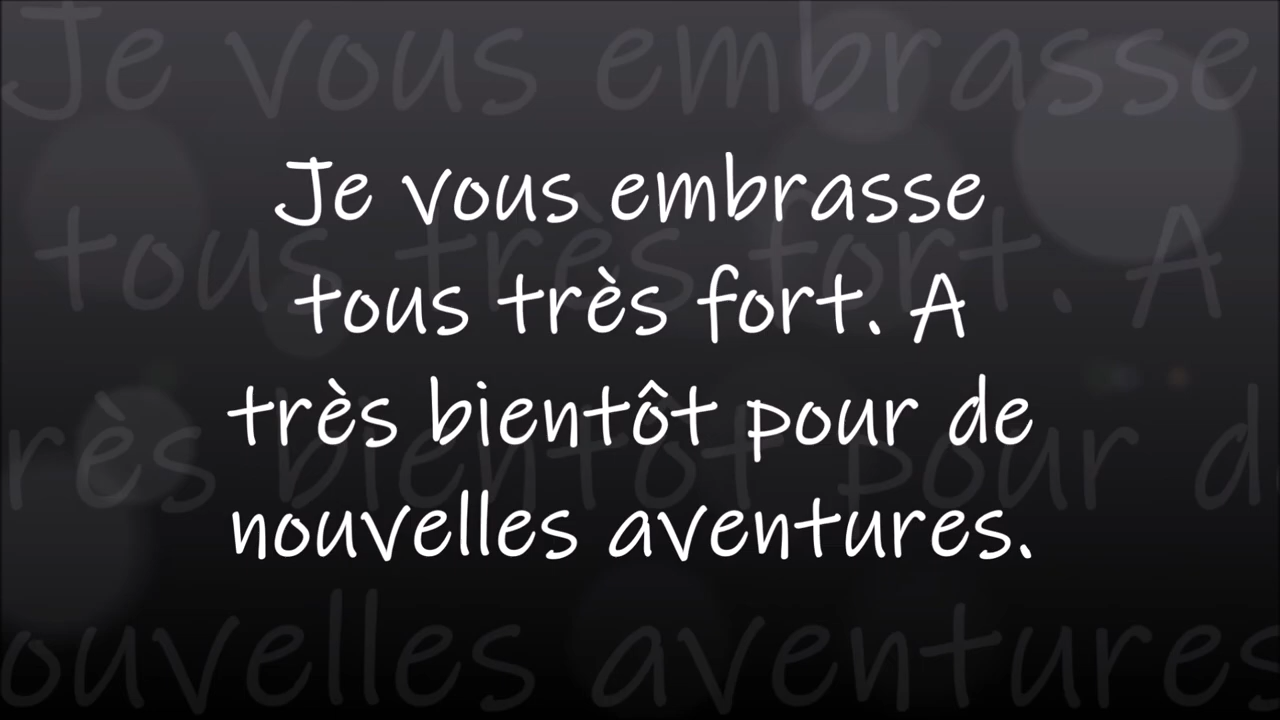 Je vous embrasse
tous très fort. A
très bientôt pour de
nouvelles aventures.